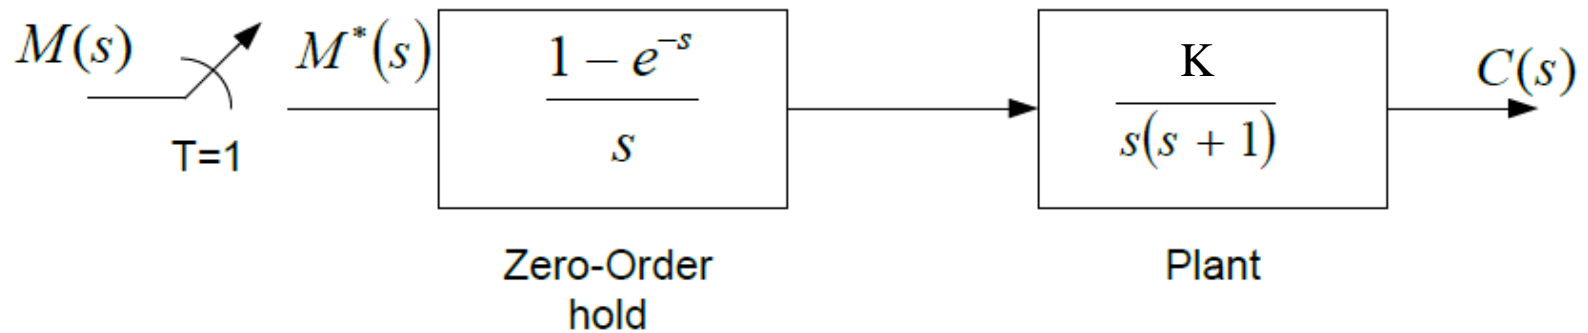 M(s)
T=1
M*(s)
1 − e^{−s}
s
Zero-Order
hold
K
s(s + 1)
Plant
C(s)